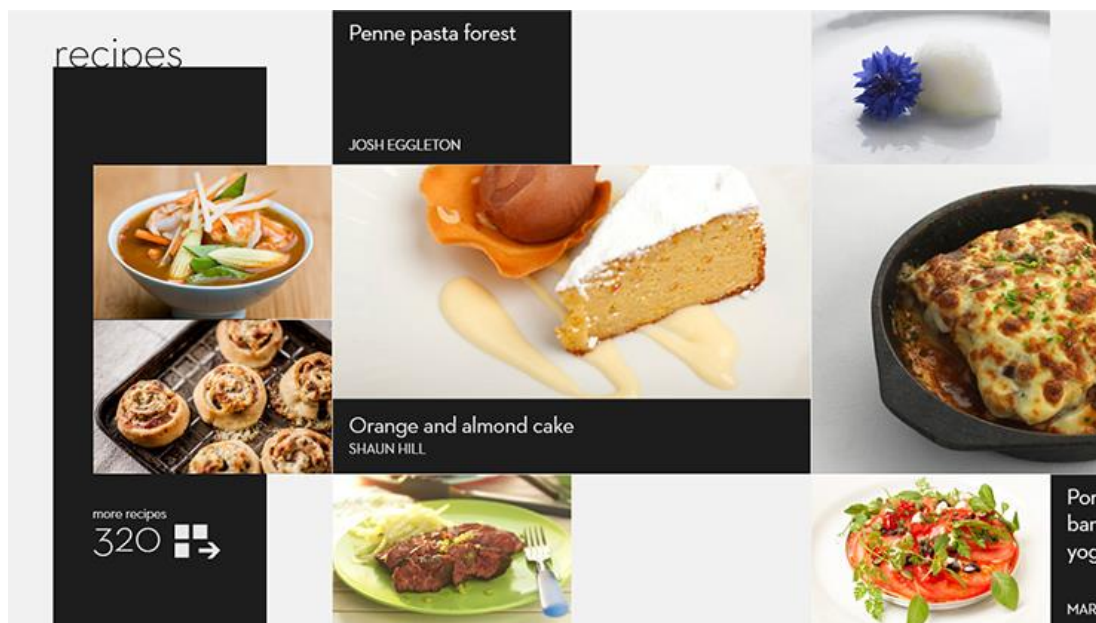 recipes
Penne pasta forest
JOSH EGGLETON
Orange and almond cake
SHAUN HILL
more recipes
320